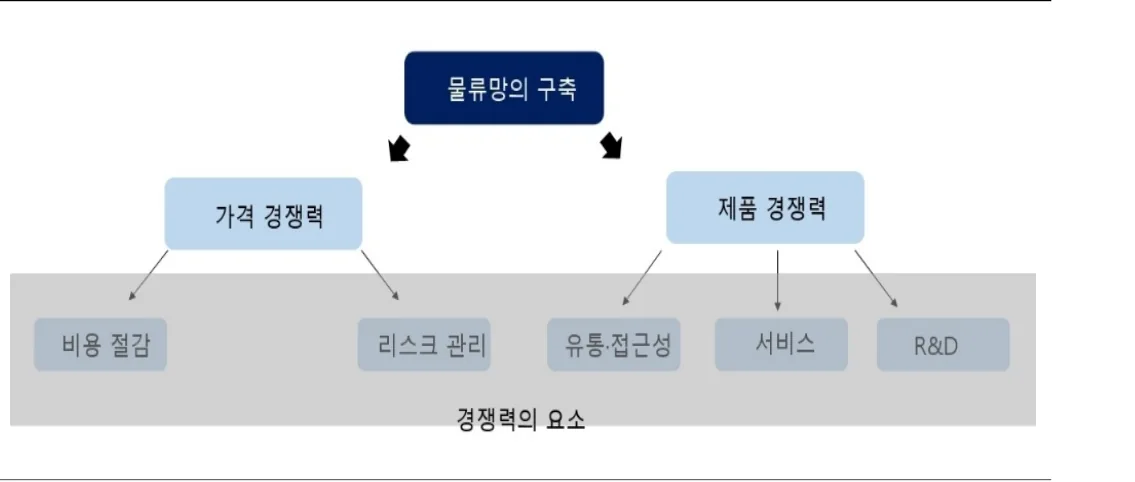 물류망의 구축
가격 경쟁력
제품 경쟁력
비용 절감
리스크 관리
유통·접근성
서비스
R&D
경쟁력의 요소